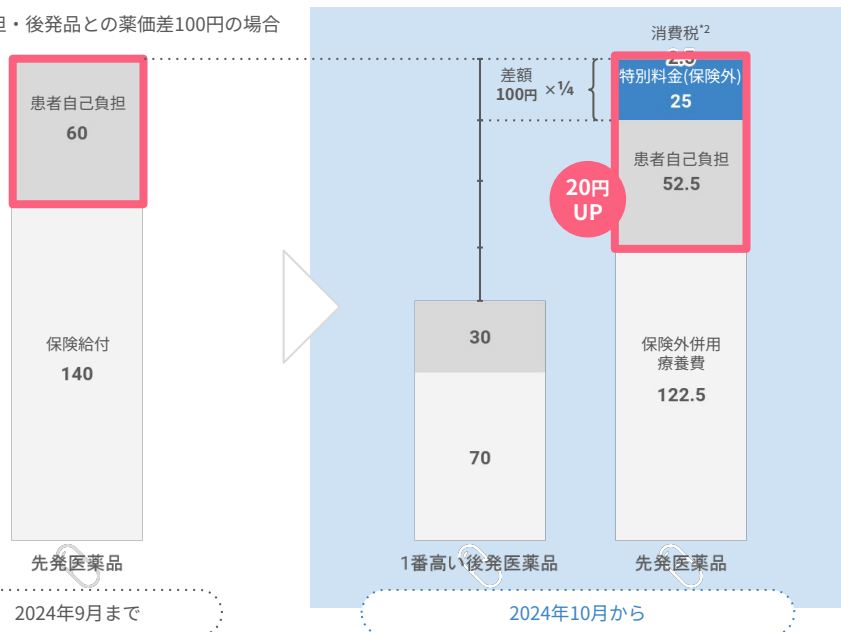 担・後発品との薬価差100円の場合
消費税*2
2.5
患者自己負担
60
差額
100円 ×¼
特別料金(保険外)
25
患者自己負担
52.5
20円
UP
保険給付
140
30
保険外併用
療養費
122.5
70
先発医薬品
1番高い後発医薬品
先発医薬品
2024年9月まで
2024年10月から